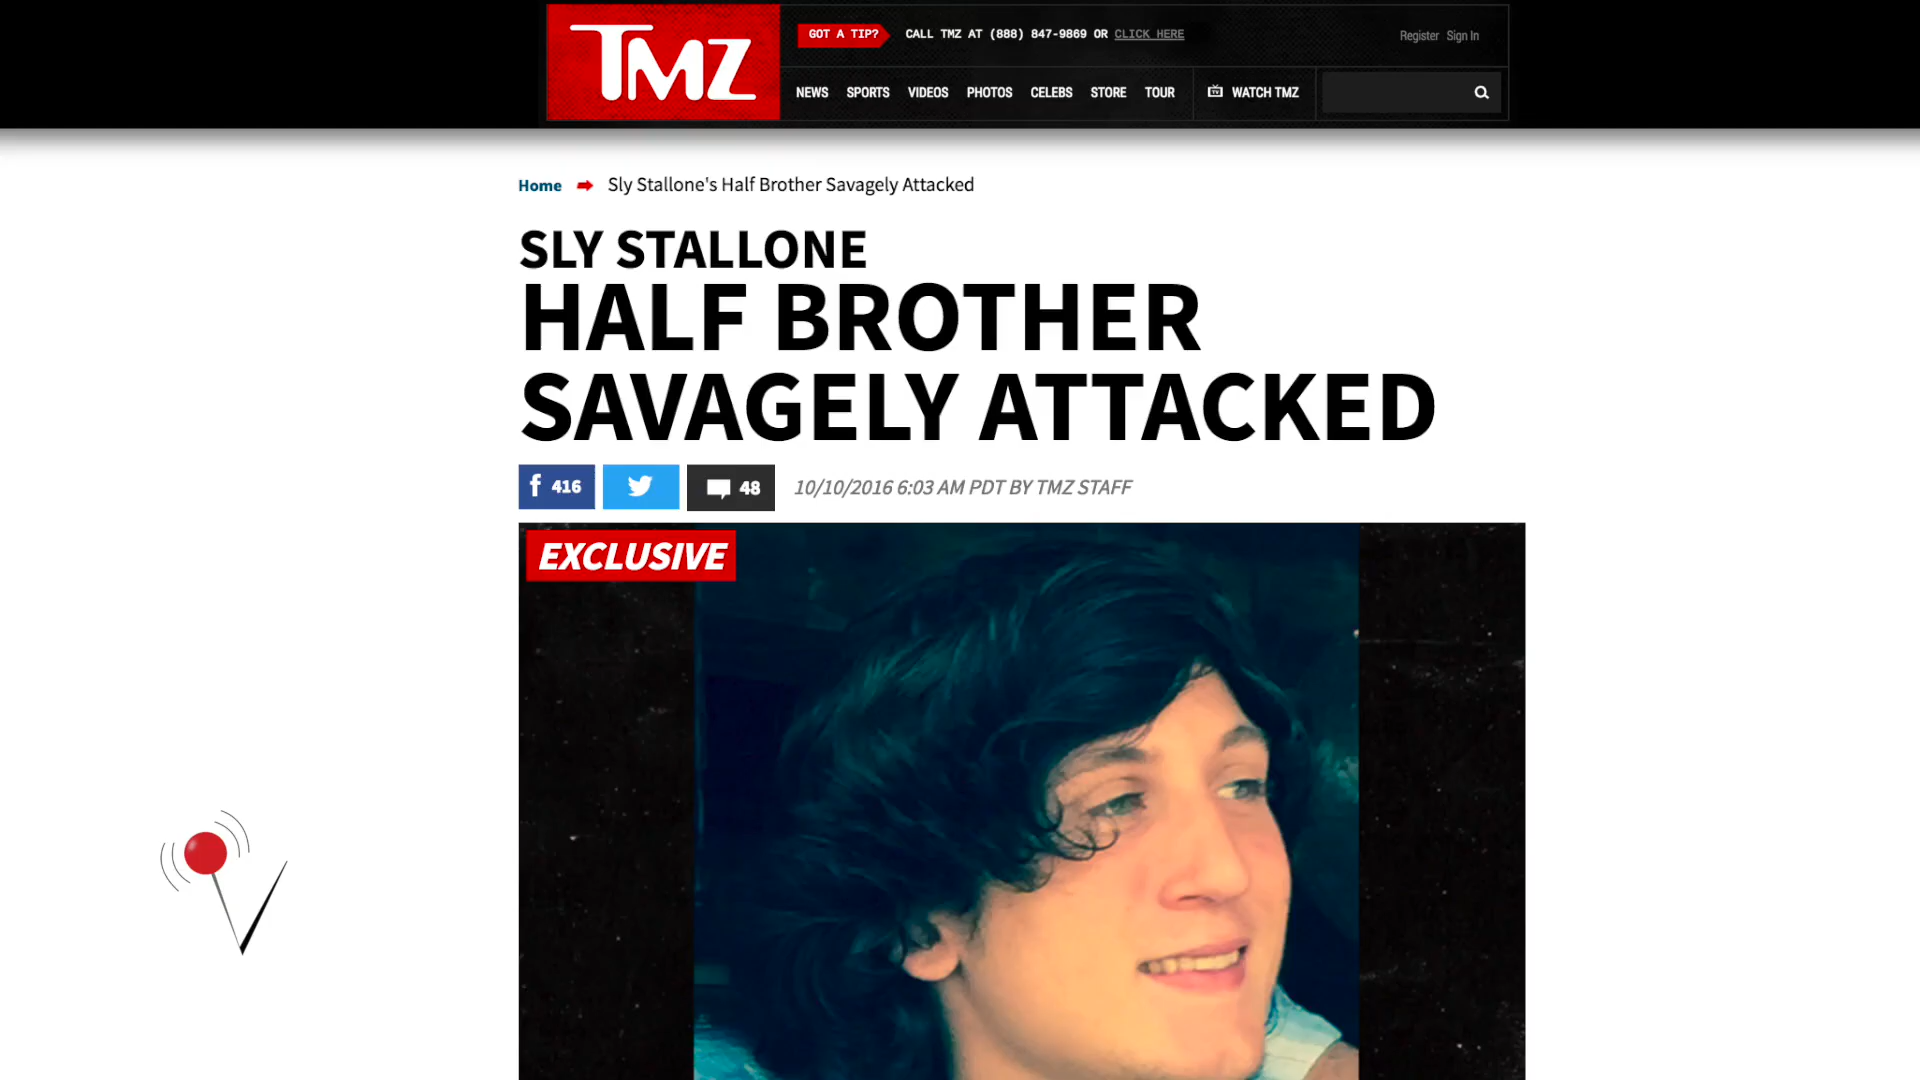 TMZ
GOT A TIP? CALL TMZ AT (888) 847-9869 OR CLICK HERE
Register Sign In
NEWS SPORTS VIDEOS PHOTOS CELEBS STORE TOUR WATCH TMZ
Home Sly Stallone's Half Brother Savagely Attacked
SLY STALLONE
HALF BROTHER
SAVAGELY ATTACKED
416 48 10/10/2016 6:03 AM PDT BY TMZ STAFF
EXCLUSIVE